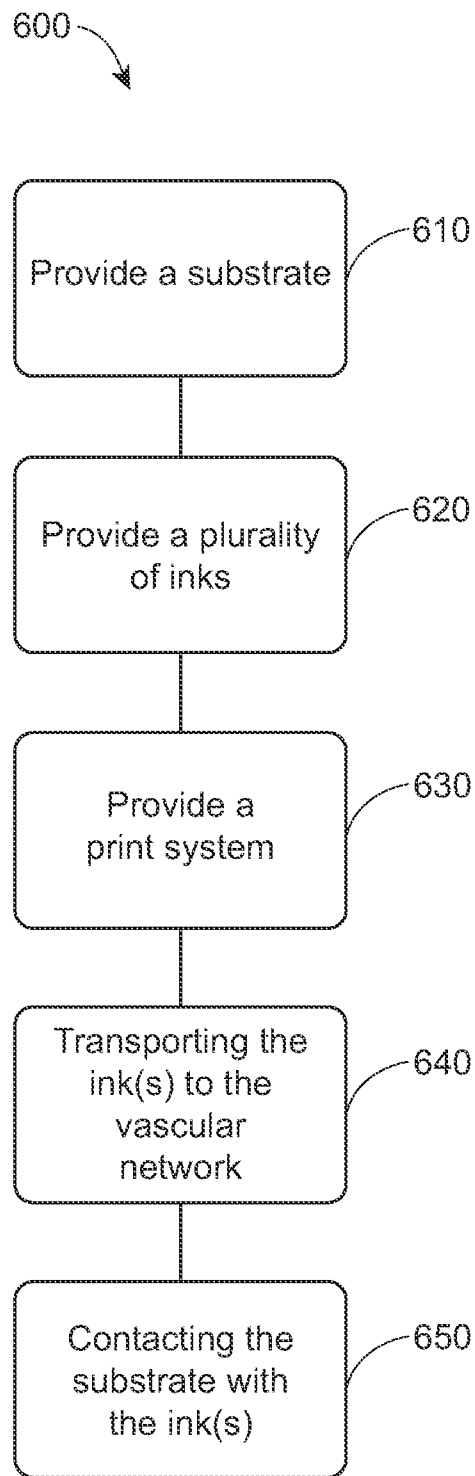 600
Provide a substrate
610
Provide a plurality
of inks
620
Provide a
print system
630
Transporting the
ink(s) to the
vascular
network
640
Contacting the
substrate with
the ink(s)
650